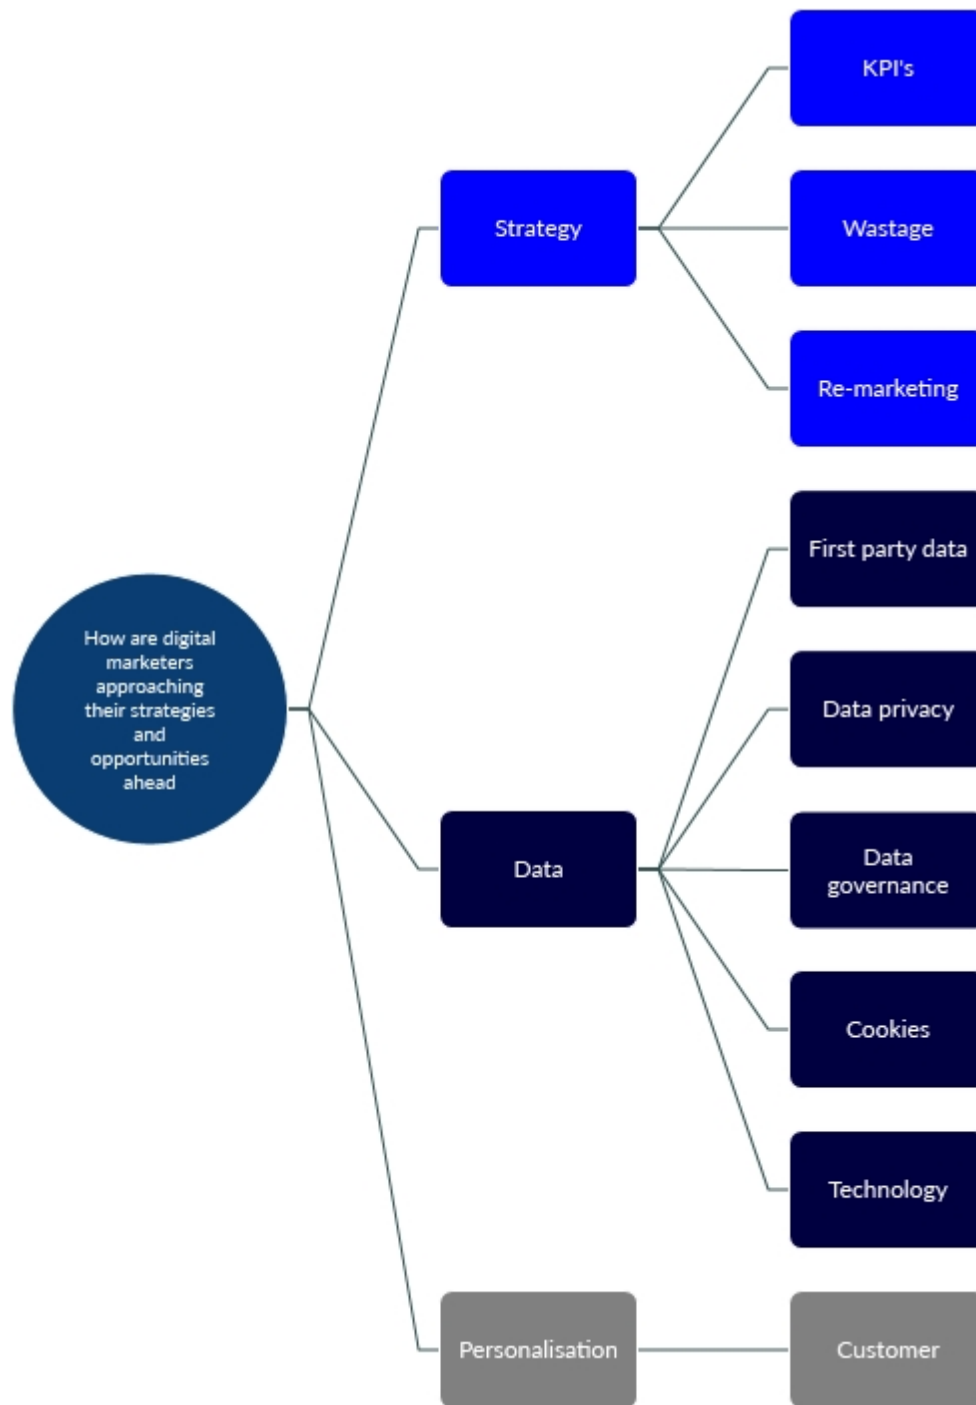 How are digital
marketers
approaching
their strategies
and
opportunities
ahead
Strategy
KPI's
Wastage
Re-marketing
Data
First party data
Data privacy
Data
governance
Cookies
Technology
Personalisation
Customer